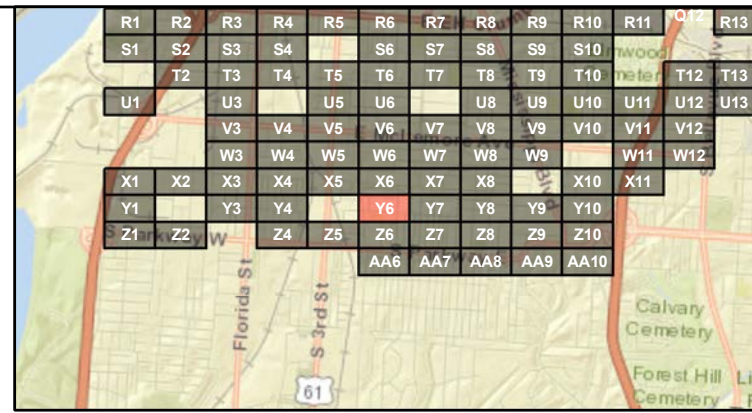 R1 R2 R3 R4 R5 R6 R7 R8 R9 R10 R11 Q12 R13
S1 S2 S3 S4 S6 S7 S8 S9 S10
T2 T3 T4 T5 T6 T7 T8 T9 T10 T12 T13
U1 U3 U5 U6 U8 U9 U10 U11 U12 U13
V3 V4 V5 V6 V7 V8 V9 V10 V11 V12
W3 W4 W5 W6 W7 W8 W9 W11 W12
X1 X2 X3 X4 X5 X6 X7 X8 X10 X11
Y1 Y3 Y4 Y6 Y7 Y8 Y9 Y10
Z1 Z2 Z4 Z5 Z6 Z7 Z8 Z9 Z10
AA6 AA7 AA8 AA9 AA10
Florida St
S 3rd St
61
Calvary
Cemetery
Forest Hill
Cemetery